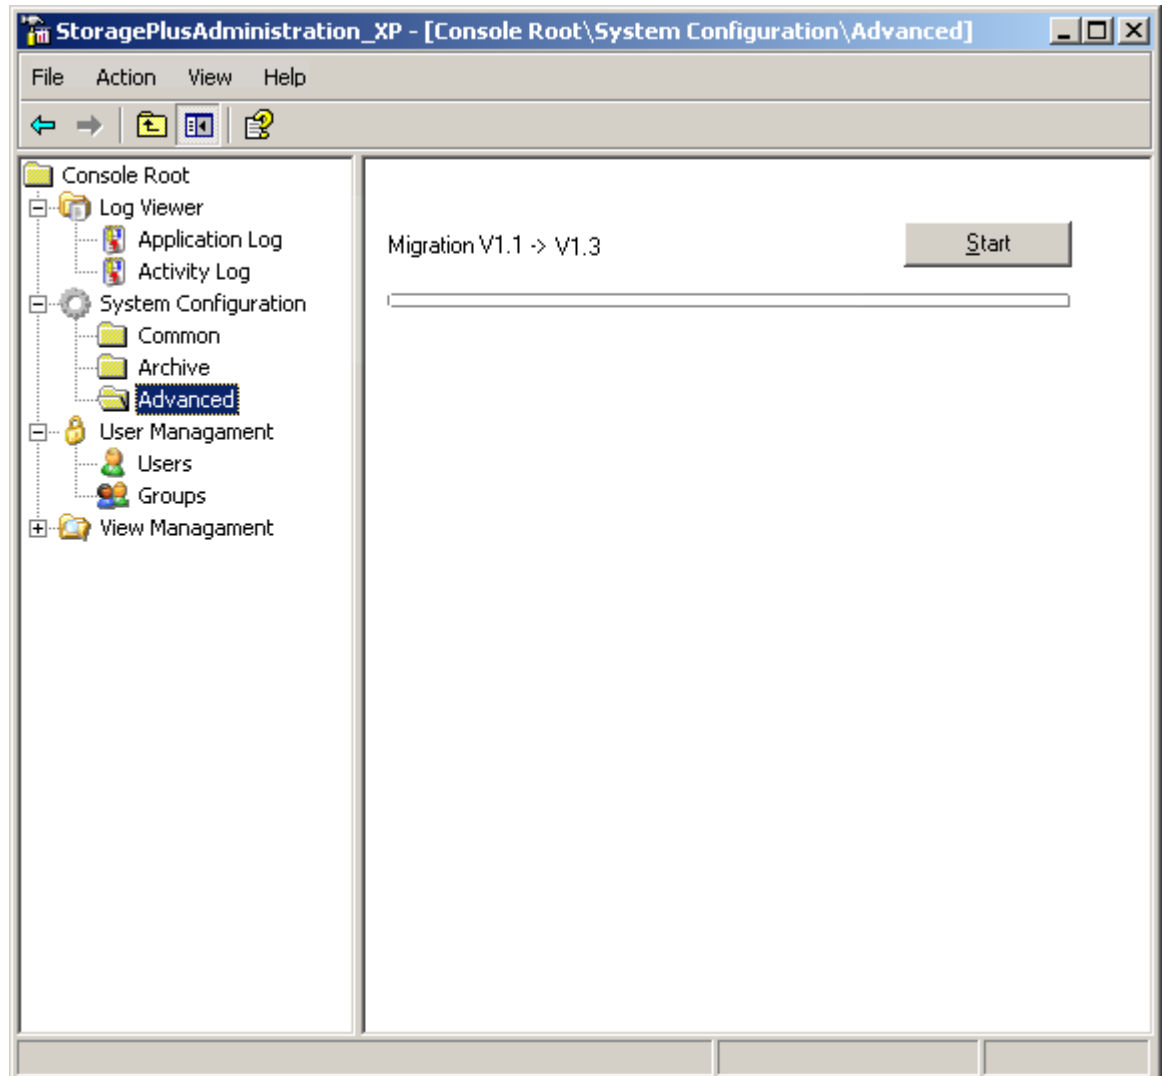 StoragePlusAdministration_XP - [Console Root\System Configuration\Advanced]
File Action View Help
Console Root
Log Viewer
Application Log
Activity Log
System Configuration
Common
Archive
Advanced
User Managament
Users
Groups
View Managament
Migration V1.1 -> V1.3
Start